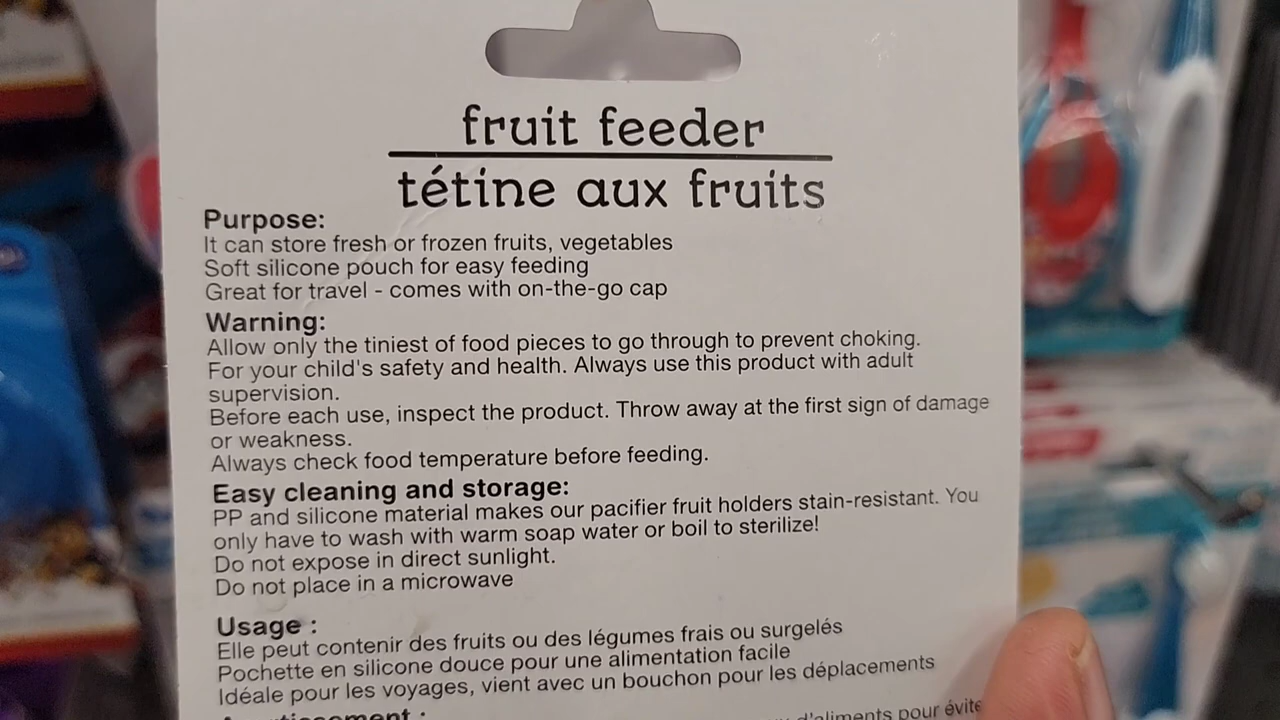 fruit feeder
tétine aux fruits
Purpose:
It can store fresh or frozen fruits, vegetables
Soft silicone pouch for easy feeding
Great for travel - comes with on-the-go cap
Warning:
Allow only the tiniest of food pieces to go through to prevent choking.
For your child's safety and health. Always use this product with adult
supervision.
Before each use, inspect the product. Throw away at the first sign of damage
or weakness.
Always check food temperature before feeding.
Easy cleaning and storage:
PP and silicone material makes our pacifier fruit holders stain-resistant. You
only have to wash with warm soap water or boil to sterilize!
Do not expose in direct sunlight.
Do not place in a microwave
Usage :
Elle peut contenir des fruits ou des légumes frais ou surgelés
Pochette en silicone douce pour une alimentation facile
Idéale pour les voyages, vient avec un bouchon pour les déplacements
d'aliments pour